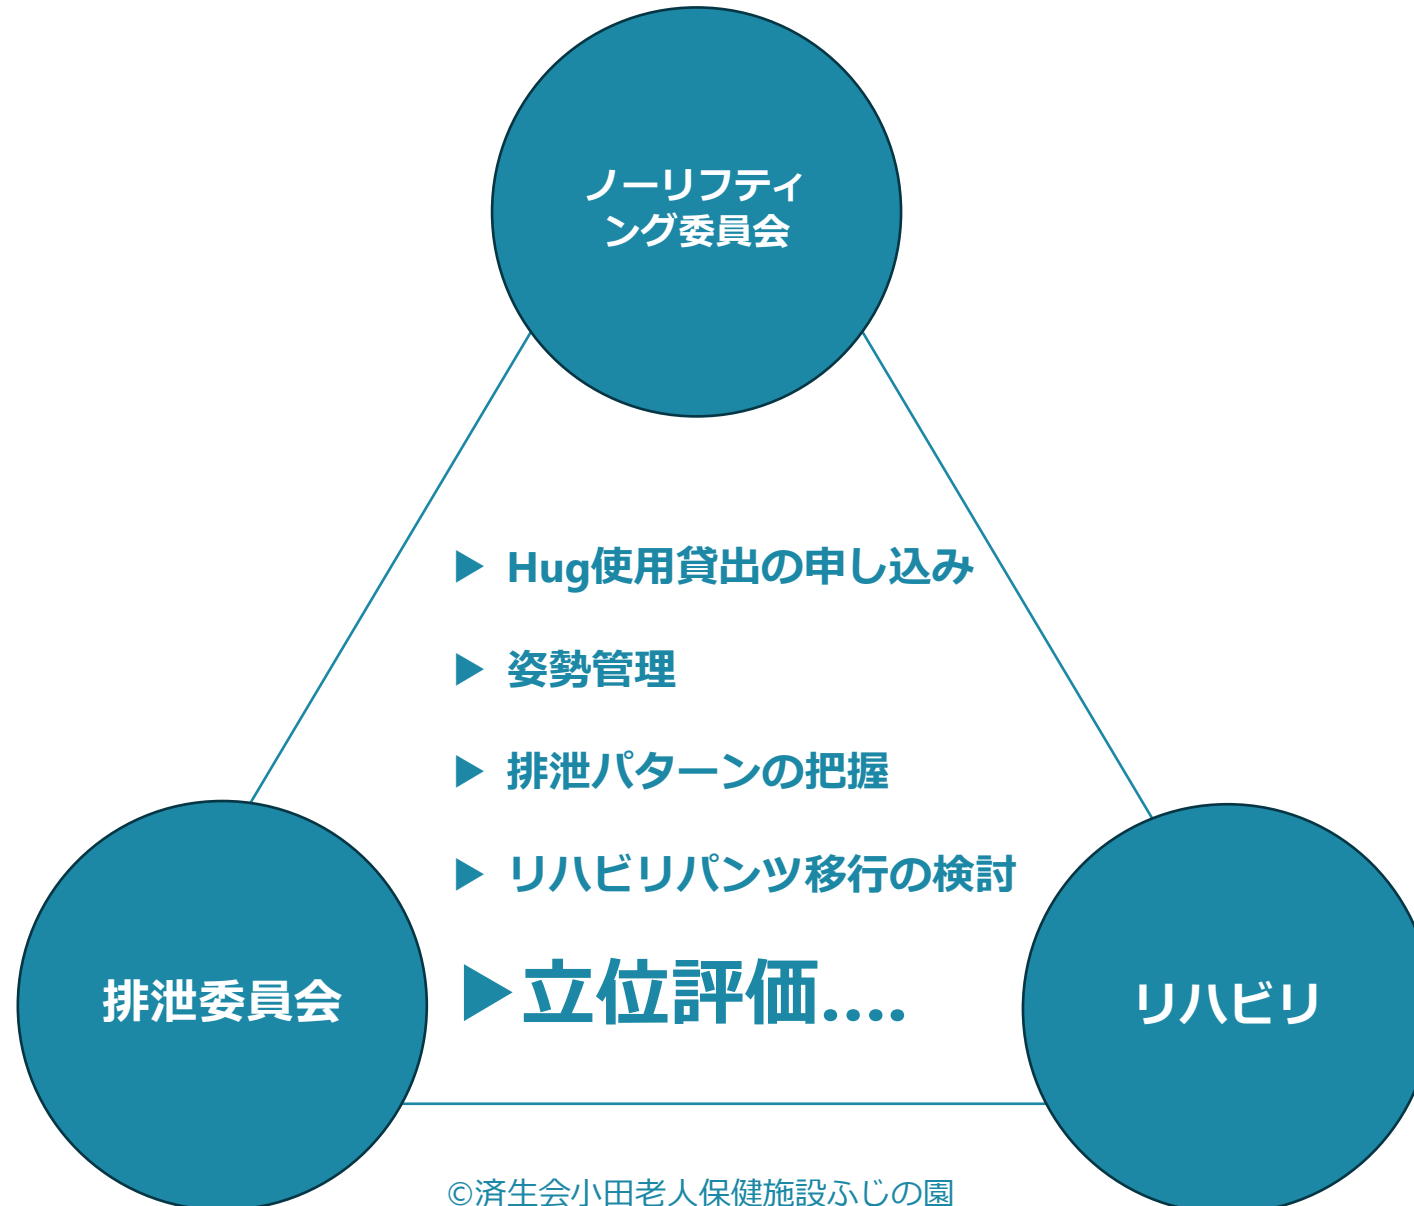 ノーリフティ
ング委員会
▶ Hug使用貸出の申し込み
▶ 姿勢管理
▶ 排泄パターンの把握
▶ リハビリパンツ移行の検討
▶立位評価….
排泄委員会
リハビリ
©済生会小田老人保健施設ふじの園